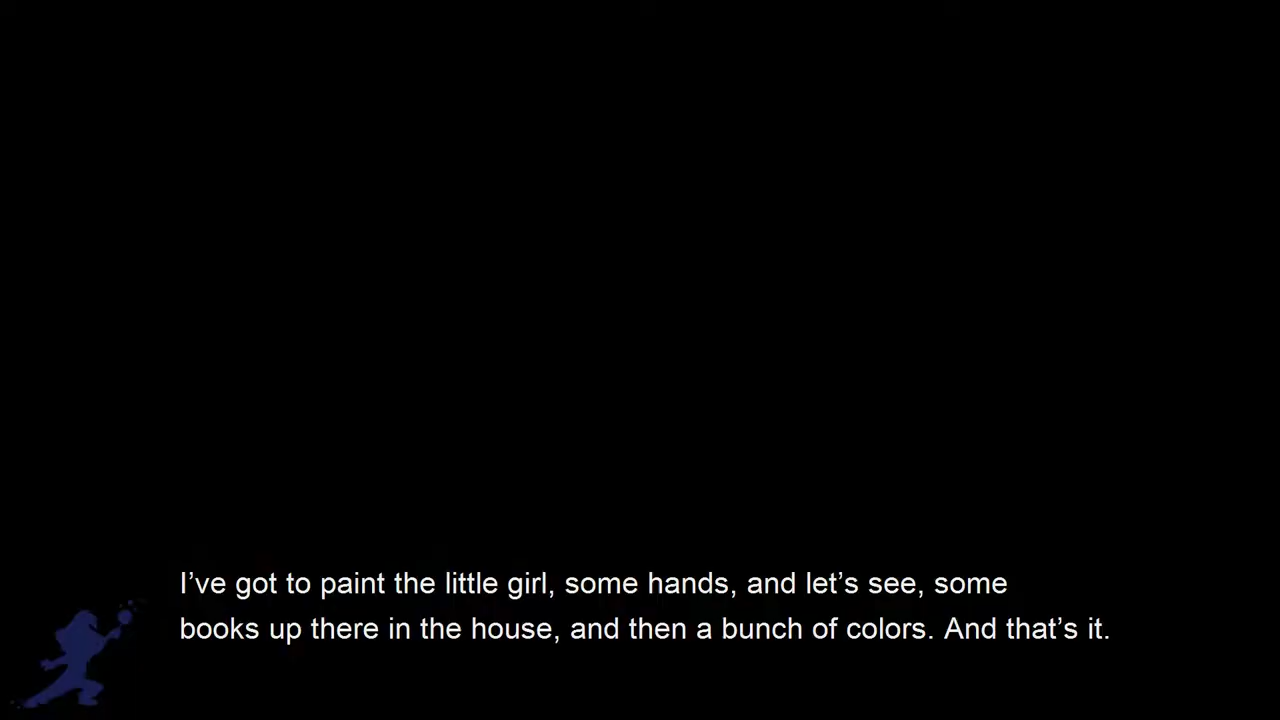 I’ve got to paint the little girl, some hands, and let’s see, some
books up there in the house, and then a bunch of colors. And that’s it.